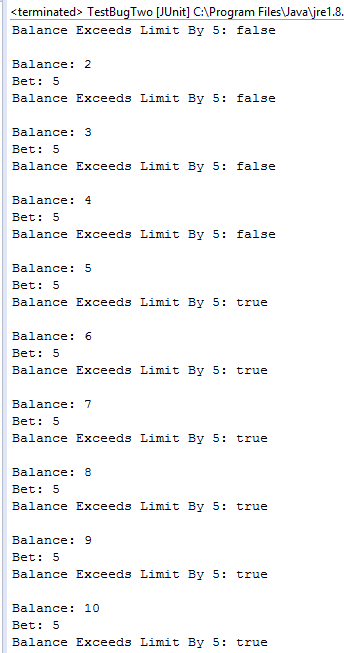 <terminated> TestBugTwo [JUnit] C:\Program Files\Java\jre1.8.
Balance Exceeds Limit By 5: false
Balance: 2
Bet: 5
Balance Exceeds Limit By 5: false
Balance: 3
Bet: 5
Balance Exceeds Limit By 5: false
Balance: 4
Bet: 5
Balance Exceeds Limit By 5: false
Balance: 5
Bet: 5
Balance Exceeds Limit By 5: true
Balance: 6
Bet: 5
Balance Exceeds Limit By 5: true
Balance: 7
Bet: 5
Balance Exceeds Limit By 5: true
Balance: 8
Bet: 5
Balance Exceeds Limit By 5: true
Balance: 9
Bet: 5
Balance Exceeds Limit By 5: true
Balance: 10
Bet: 5
Balance Exceeds Limit By 5: true